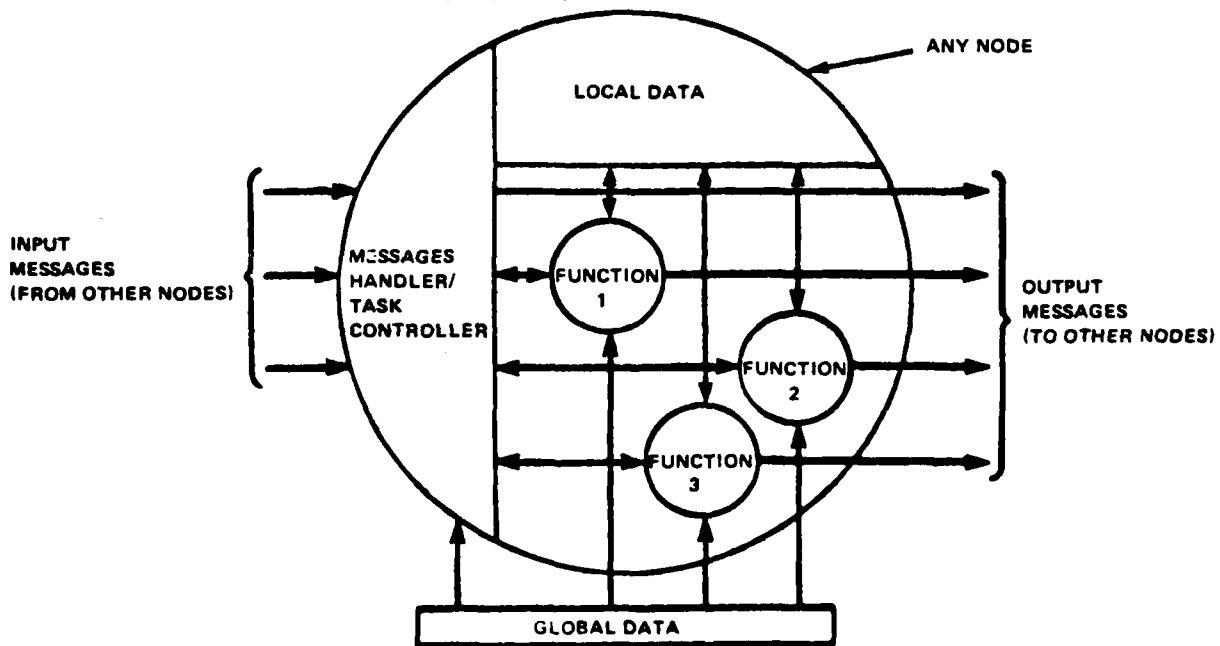 ANY NODE
LOCAL DATA
INPUT
MESSAGES
(FROM OTHER NODES)
MESSAGES
HANDLER/
TASK
CONTROLLER
FUNCTION
1
FUNCTION
2
FUNCTION
3
OUTPUT
MESSAGES
(TO OTHER NODES)
GLOBAL DATA